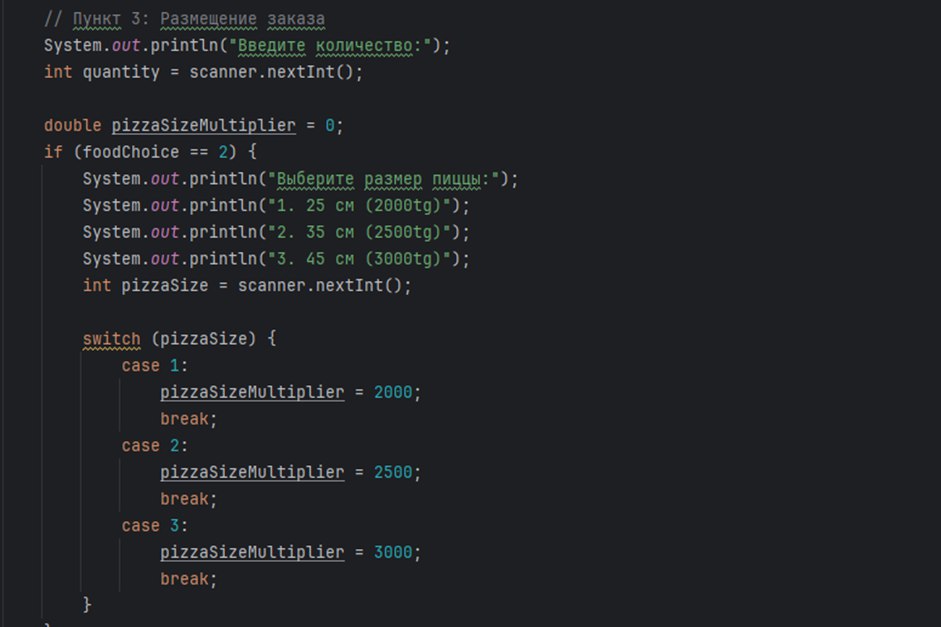 // Пункт 3: Размещение заказа
System.out.println("Введите количество:");
int quantity = scanner.nextInt();
double pizzaSizeMultiplier = 0;
if (foodChoice == 2) {
System.out.println("Выберите размер пиццы:");
System.out.println("1. 25 см (2000tg)");
System.out.println("2. 35 см (2500tg)");
System.out.println("3. 45 см (3000tg)");
int pizzaSize = scanner.nextInt();
switch (pizzaSize) {
case 1:
pizzaSizeMultiplier = 2000;
break;
case 2:
pizzaSizeMultiplier = 2500;
break;
case 3:
pizzaSizeMultiplier = 3000;
break;
}